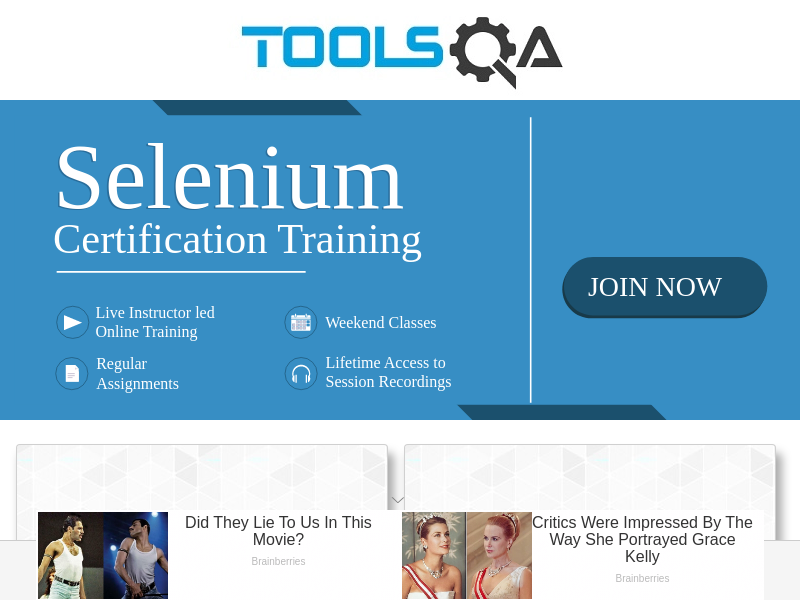 TOOLSQA
Selenium
Certification Training
Live Instructor led
Online Training
Weekend Classes
Regular
Assignments
Lifetime Access to
Session Recordings
JOIN NOW
Did They Lie To Us In This
Movie?
Brainberries
Critics Were Impressed By The
Way She Portrayed Grace
Kelly
Brainberries